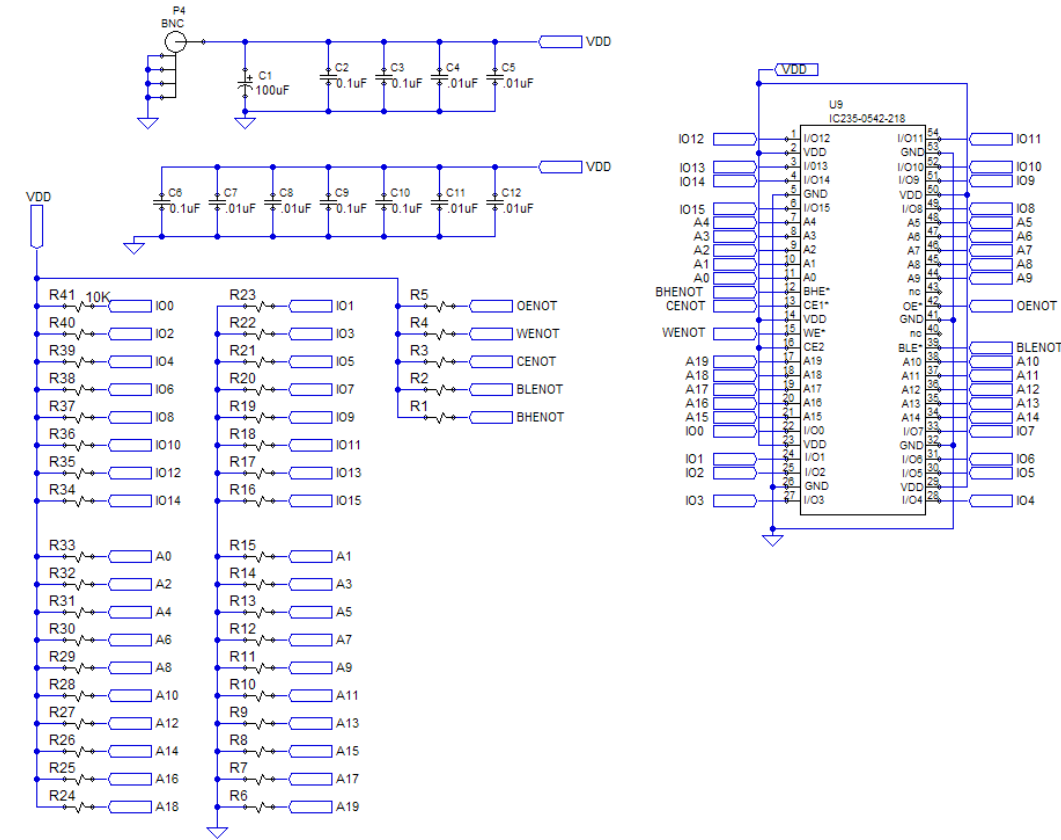 P4
BNC
VDD
C1
100uF
C2
0.1uF
C3
0.1uF
C4
.01uF
C5
.01uF
VDD
C6
0.1uF
C7
.01uF
C8
.01uF
C9
0.1uF
C10
0.1uF
C11
.01uF
C12
.01uF
VDD
R41 10K IO0
R40 IO2
R39 IO4
R38 IO6
R37 IO8
R36 IO10
R35 IO12
R34 IO14
R33 A0
R32 A2
R31 A4
R30 A6
R29 A8
R28 A10
R27 A12
R26 A14
R25 A16
R24 A18
R23 IO1
R22 IO3
R21 IO5
R20 IO7
R19 IO9
R18 IO11
R17 IO13
R16 IO15
R15 A1
R14 A3
R13 A5
R12 A7
R11 A9
R10 A11
R9 A13
R8 A15
R7 A17
R6 A19
R5 OENOT
R4 WENOT
R3 CENOT
R2 BLENOT
R1 BHENOT
VDD
U9
IC235-0542-218
IO12 1 I/O12 I/O11 54 IO11
2 VDD GND 53
IO13 3 I/013 I/O10 52 IO10
IO14 4 I/O14 I/O9 51 IO9
5 GND VDD 50
IO15 6 I/O15 I/O8 49 IO8
A4 7 A4 A5 48 A5
A3 8 A3 A6 47 A6
A2 9 A2 A7 46 A7
A1 10 A1 A8 45 A8
A0 11 A0 A9 44 A9
BHENOT 12 BHE* nc 43
CENOT 13 CE1* OE* 42 OENOT
14 VDD GND 41
WENOT 15 WE* nc 40
16 CE2 BLE* 39 BLENOT
A19 17 A19 A10 38 A10
A18 18 A18 A11 37 A11
A17 19 A17 A12 36 A12
A16 20 A16 A13 35 A13
A15 21 A15 A14 34 A14
IO0 22 I/O0 I/O7 33 IO7
23 VDD GND 32
IO1 24 I/O1 I/O6 31 IO6
IO2 25 I/O2 I/O5 30 IO5
26 GND VDD 29
IO3 27 I/O3 I/O4 28 IO4